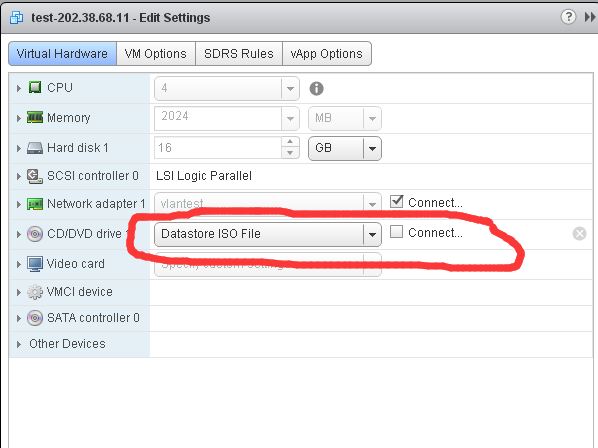 test-202.38.68.11 - Edit Settings
Virtual Hardware VM Options SDRS Rules vApp Options
CPU 4
Memory 2024 MB
Hard disk 1 16 GB
SCSI controller 0 LSI Logic Parallel
Network adapter 1 vlantest Connect...
CD/DVD drive 1 Datastore ISO File Connect...
Video card Specify custom settings
VMCI device
SATA controller 0
Other Devices